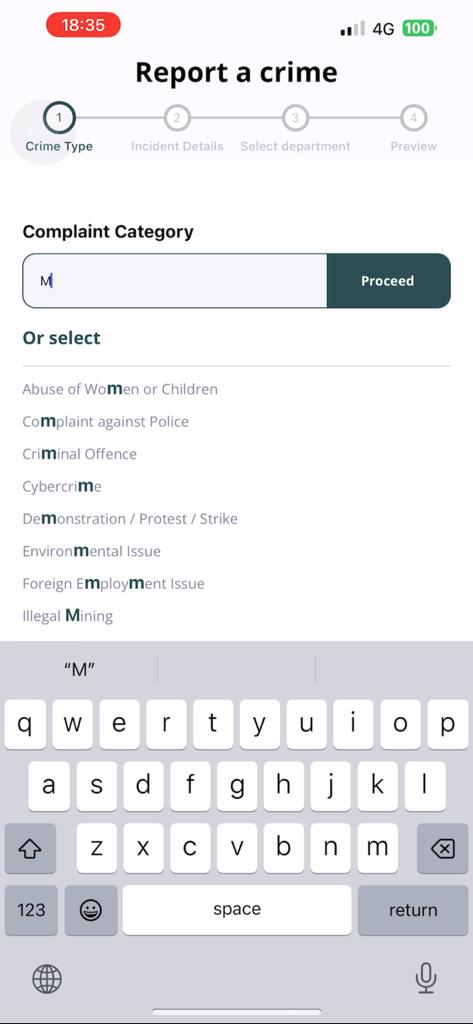 18:35 4G 100
Report a crime
1 2 3 4
Crime Type Incident Details Select department Preview
Complaint Category
M Proceed
Or select
Abuse of Women or Children
Complaint against Police
Criminal Offence
Cybercrime
Demonstration / Protest / Strike
Environmental Issue
Foreign Employment Issue
Illegal Mining
“M”
q w e r t y u i o p
a s d f g h j k l
z x c v b n m
123 space return